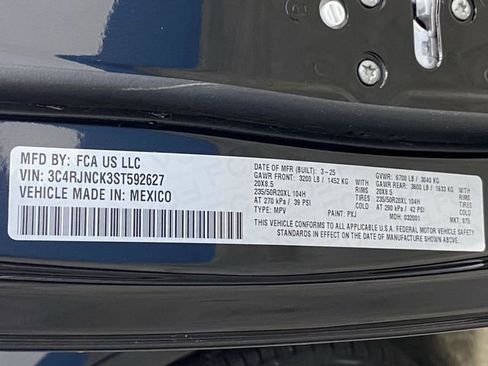 MFD BY: FCA US LLC
VIN: 3C4RJNCK3ST592627
VEHICLE MADE IN: MEXICO
DATE OF MFR (BUILT): 3-25 GVWR: 6700 LB / 3040 KG
GAWR FRONT: 3200 LB / 1452 KG GAWR REAR: 3600 LB / 1633 KG
20X8.5 RIMS 20X8.5 RIMS
235/50R20XL 104H TIRES 235/50R20XL 104H TIRES
AT 270 kPa / 39 PSI COLD AT 290 kPa / 42 PSI COLD
TYPE: MPV PAINT: PXJ MDH: 032001 MKT: 975
THIS VEHICLE CONFORMS TO ALL APPLICABLE U.S.A. FEDERAL MOTOR VEHICLE SAFETY
STANDARDS IN EFFECT ON THE DATE OF MANUFACTURE SHOWN ABOVE.